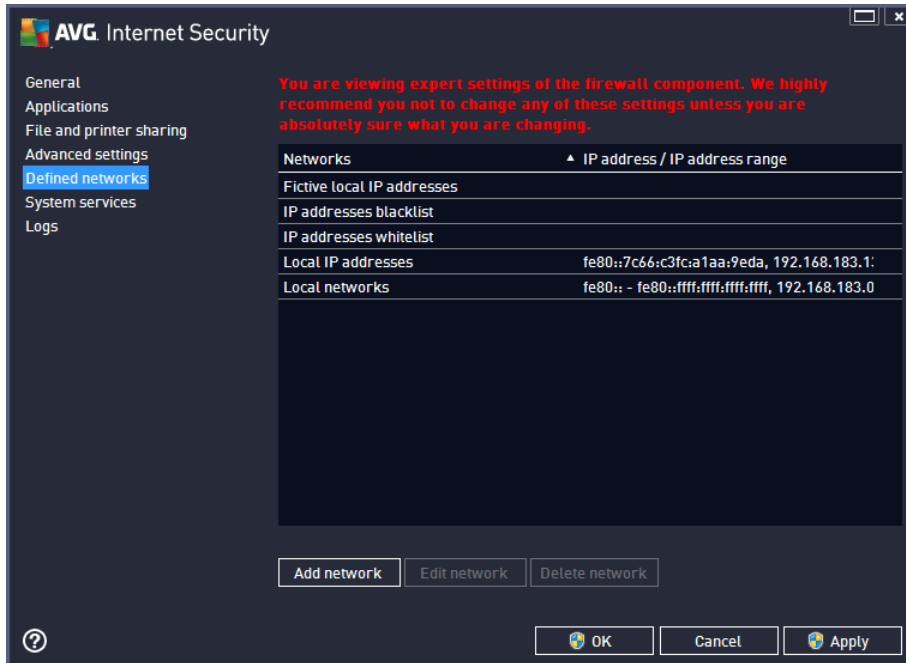 AVG. Internet Security
General
Applications
File and printer sharing
Advanced settings
Defined networks
System services
Logs
You are viewing expert settings of the firewall component. We highly
recommend you not to change any of these settings unless you are
absolutely sure what you are changing.
Networks IP address / IP address range
Fictive local IP addresses
IP addresses blacklist
IP addresses whitelist
Local IP addresses fe80::7c66:c3fc:a1aa:9eda, 192.168.183.1
Local networks fe80:: - fe80::ffff:ffff:ffff:ffff, 192.168.183.0
Add network Edit network Delete network
OK Cancel Apply